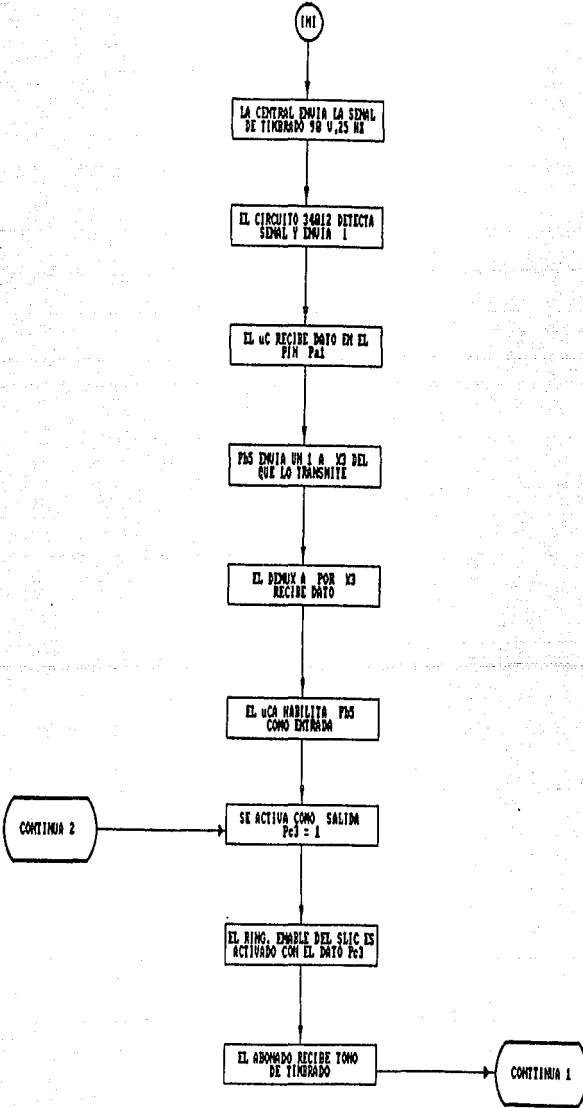 INI
LA CENTRAL ENVIA LA SENAL
DE TIMBRADO 90 V,25 HZ
EL CIRCUITO 34012 DETECTA
SENAL Y ENVIA 1
EL uC RECIBE DATO EN EL
PIN Pa1
Pb5 ENVIA UN 1 A X3 DEL
QUE LO TRANSMITE
EL DEMUX A POR X3
RECIBE DATO
EL uCA HABILITA Pb5
COMO ENTRADA
CONTINUA 2
SE ACTIVA COMO SALIDA
Pc3 = 1
EL RING. ENABLE DEL SLIC ES
ACTIVADO CON EL DATO Pc3
EL ABONADO RECIBE TONO
DE TIMBRADO
CONTTINUA 1